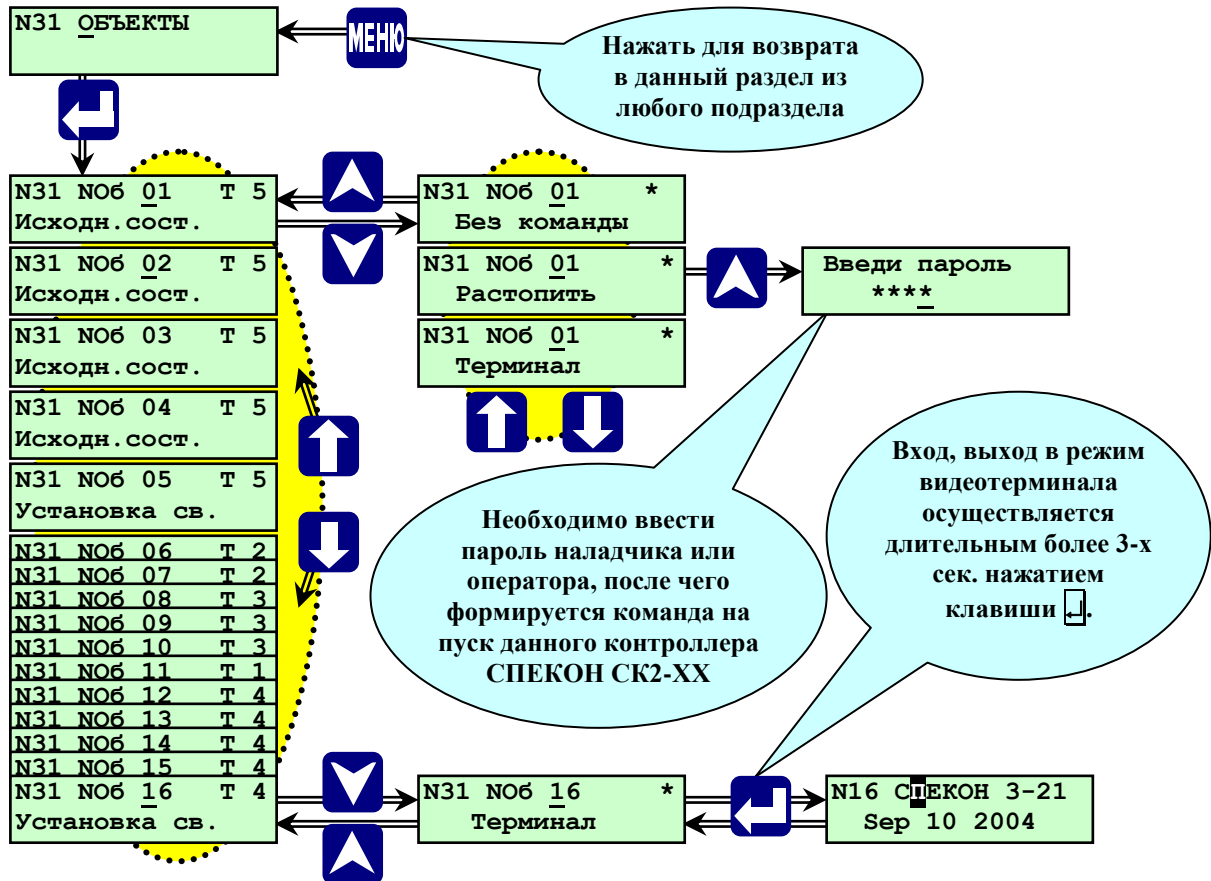 N31 ОБЪЕКТЫ
МЕНЮ
Нажать для возврата
в данный раздел из
любого подраздела
N31 NОб 01 Т 5
Исходн.сост.
N31 NОб 01 *
Без команды
N31 NОб 02 Т 5
Исходн.сост.
N31 NОб 01 *
Растопить
Введи пароль
****
N31 NОб 03 Т 5
Исходн.сост.
N31 NОб 01 *
Терминал
N31 NОб 04 Т 5
Исходн.сост.
N31 NОб 05 Т 5
Установка св.
Необходимо ввести
пароль наладчика или
оператора, после чего
формируется команда на
пуск данного контроллера
СПЕКОН СК2-ХХ
Вход, выход в режим
видеотерминала
осуществляется
длительным более 3-х
сек. нажатием
клавиши ↵.
N31 NОб 06 Т 2
N31 NОб 07 Т 2
N31 NОб 08 Т 3
N31 NОб 09 Т 3
N31 NОб 10 Т 3
N31 NОб 11 Т 1
N31 NОб 12 Т 4
N31 NОб 13 Т 4
N31 NОб 14 Т 4
N31 NОб 15 Т 4
N31 NОб 16 Т 4
Установка св.
N31 NОб 16 *
Терминал
N16 СПЕКОН 3-21
Sep 10 2004